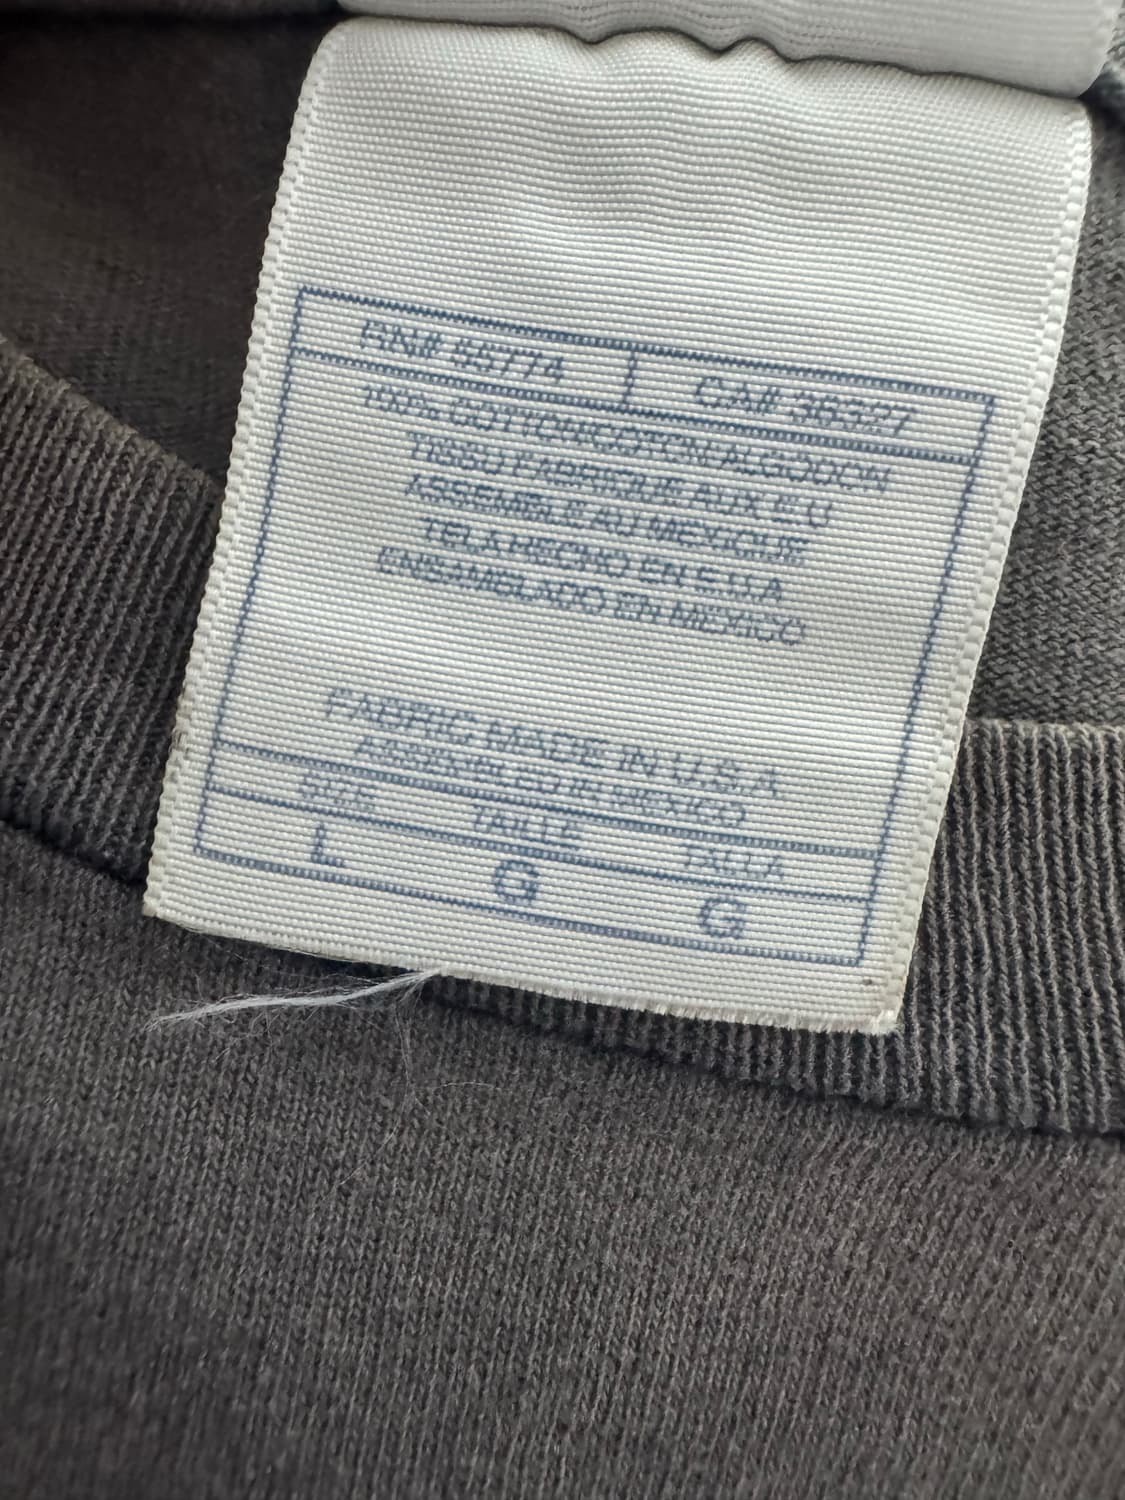 RN# 55774 CA# 36327
100% COTTON/COTON/ALGODON
TISSU FABRIQUE AUX E.U
ASSEMBLE AU MEXIQUE
TELA HECHO EN E.U.A
ENSAMBLADO EN MEXICO
FABRIC MADE IN U.S.A
ASSEMBLED IN MEXICO
SIZE TAILLE TALLA
L G G